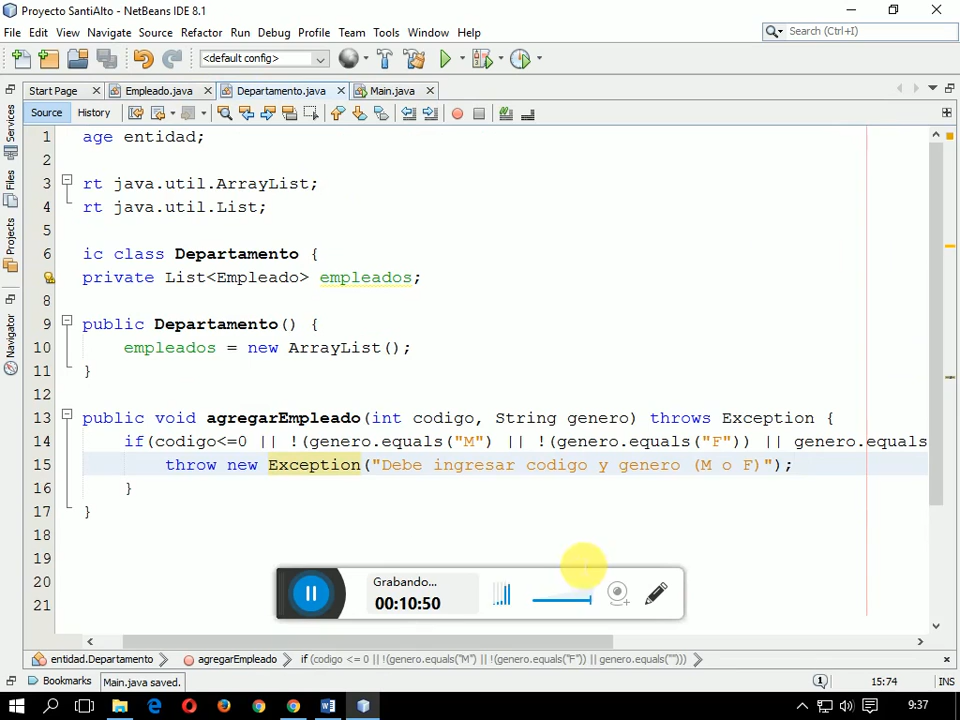 Proyecto SantiAlto - NetBeans IDE 8.1
File Edit View Navigate Source Refactor Run Debug Profile Team Tools Window Help
Search (Ctrl+I)
<default config>
Start Page Empleado.java Departamento.java Main.java
Source History
Services
Files
Projects
Navigator
1 age entidad;
2
3 rt java.util.ArrayList;
4 rt java.util.List;
5
6 ic class Departamento {
7 private List<Empleado> empleados;
8
9 public Departamento() {
10 empleados = new ArrayList();
11 }
12
13 public void agregarEmpleado(int codigo, String genero) throws Exception {
14 if(codigo<=0 || !(genero.equals("M") || !(genero.equals("F")) || genero.equals
15 throw new Exception("Debe ingresar codigo y genero (M o F)");
16 }
17 }
18
19
20
21
Grabando...
00:10:50
entidad.Departamento agregarEmpleado if (codigo <= 0 || !(genero.equals("M") || !(genero.equals("F")) || genero.equals("")))
Bookmarks Main.java saved. 1 15:74 INS
9:37